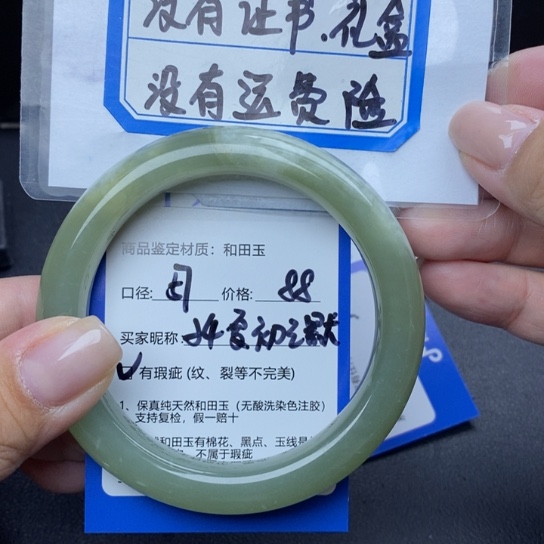 没有证书.礼盒
没有运费险
商品鉴定材质：和田玉
口径: 57 价格: 88
买家昵称:
有瑕疵 (纹、裂等不完美)
1、保真纯天然和田玉（无酸洗染色注胶）
支持复检，假一赔十
和田玉有棉花、黑点、玉线是
不属于瑕疵